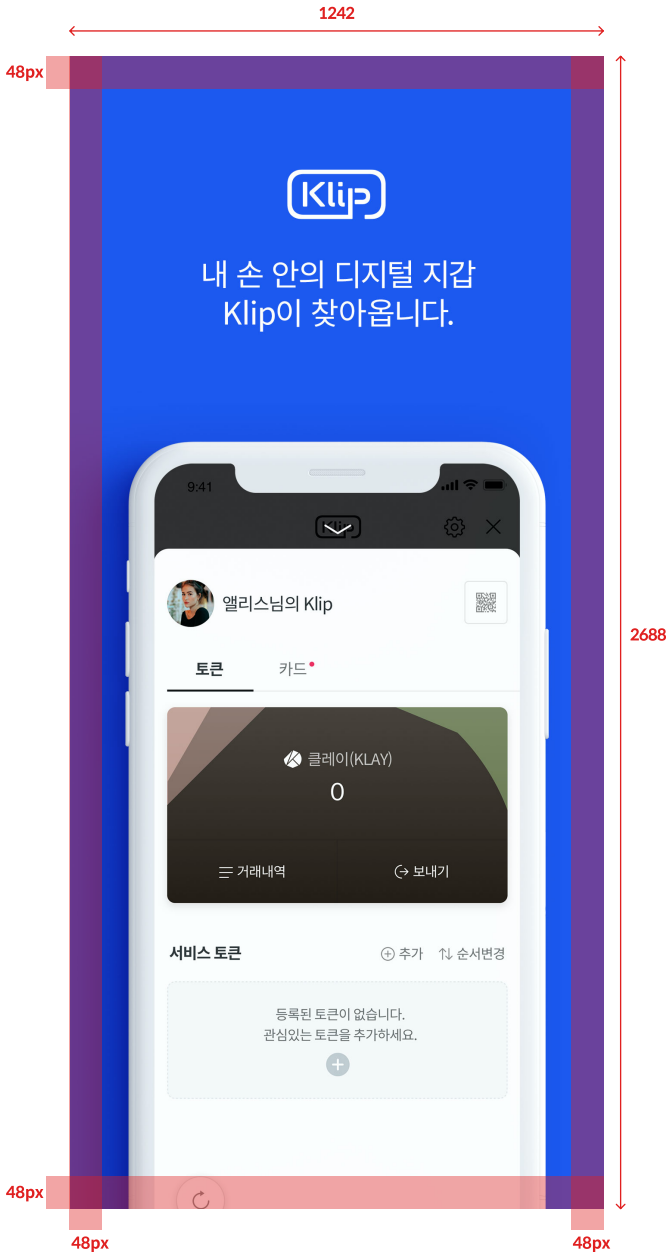 1242
48px
Klip
내 손 안의 디지털 지갑
Klip이 찾아옵니다.
9:41
Klip
앨리스님의 Klip
토큰
카드
2688
클레이(KLAY)
0
거래내역
보내기
서비스 토큰
추가
순서변경
등록된 토큰이 없습니다.
관심있는 토큰을 추가하세요.
48px
48px
48px